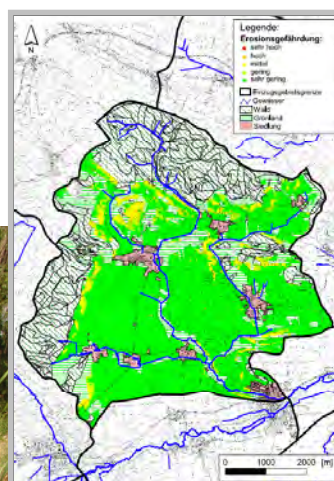 N
Legende:
Erosionsgefährdung:
sehr hoch
hoch
mittel
gering
sehr gering
Einzugsgebietsgrenze
Gewässer
Wald
Grünland
Siedlung
0 1000 2000 [m]